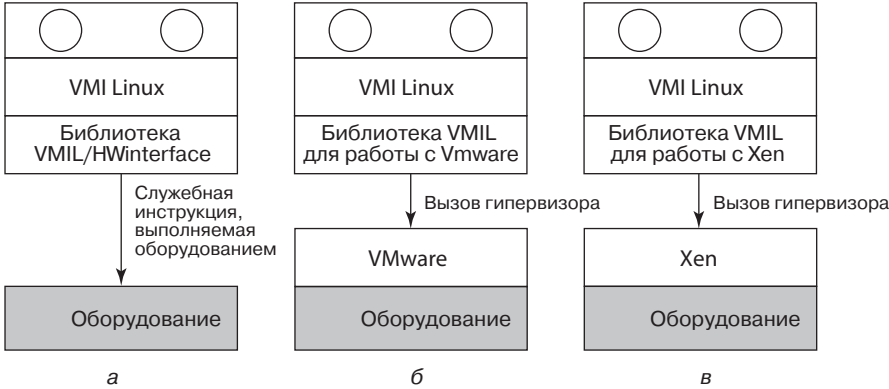 VMI Linux
Библиотека
VMIL/HWinterface
Служебная
инструкция,
выполняемая
оборудованием
Оборудование
а
VMI Linux
Библиотека VMIL
для работы с Vmware
Вызов гипервизора
VMware
Оборудование
б
VMI Linux
Библиотека VMIL
для работы с Xen
Вызов гипервизора
Xen
Оборудование
в